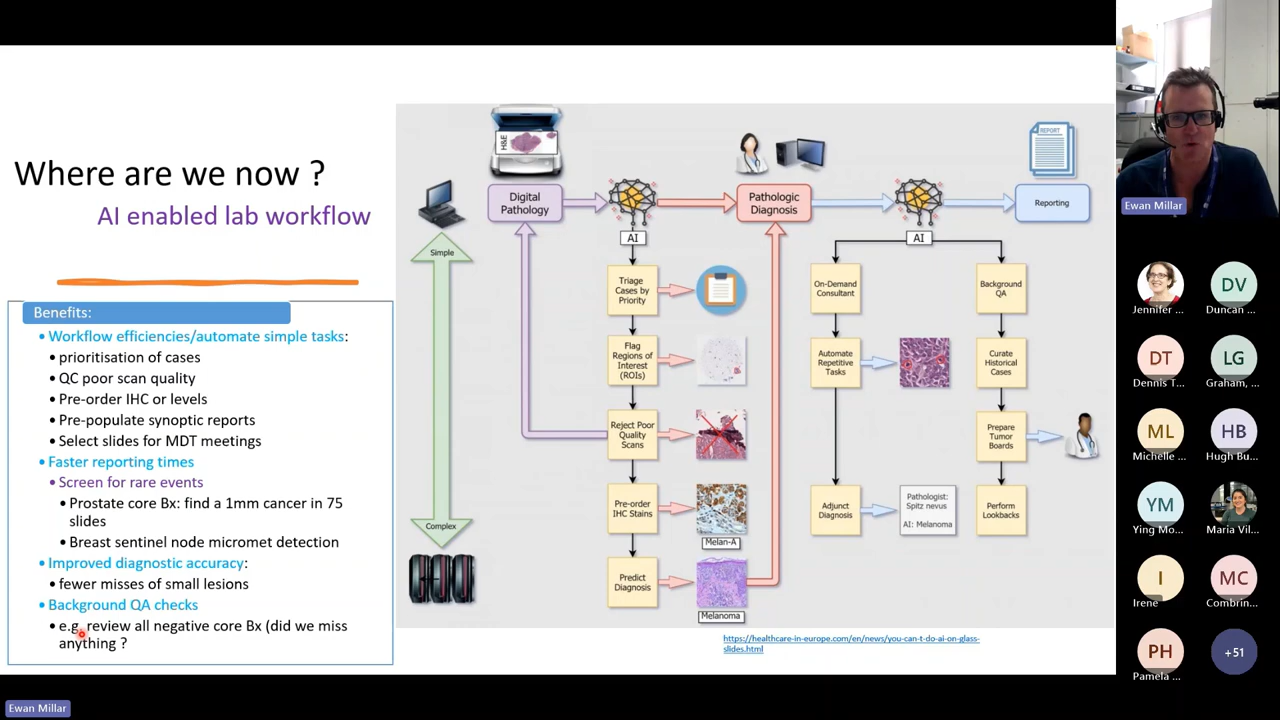 Where are we now ?
AI enabled lab workflow
Benefits:
• Workflow efficiencies/automate simple tasks:
• prioritisation of cases
• QC poor scan quality
• Pre-order IHC or levels
• Pre-populate synoptic reports
• Select slides for MDT meetings
• Faster reporting times
• Screen for rare events
• Prostate core Bx: find a 1mm cancer in 75
slides
• Breast sentinel node micromet detection
• Improved diagnostic accuracy:
• fewer misses of small lesions
• Background QA checks
• e.g. review all negative core Bx (did we miss
anything ?
Simple
Complex
H&E
Digital
Pathology
AI
Triage
Cases by
Priority
Flag
Regions of
Interest
(ROIs)
Reject Poor
Quality
Scans
Pre-order
IHC Stains
Melan-A
Predict
Diagnosis
Melanoma
Pathologic
Diagnosis
AI
On-Demand
Consultant
Automate
Repetitive
Tasks
Adjunct
Diagnosis
Pathologist:
Spitz nevus
AI: Melanoma
Background
QA
Curate
Historical
Cases
Prepare
Tumor
Boards
Perform
Lookbacks
REPORT
Reporting
https://healthcare-in-europe.com/en/news/you-can-t-do-ai-on-glass-
slides.html
Ewan Millar
Jennifer ...
DV
Duncan ...
DT
Dennis T...
LG
Graham, ...
ML
Michelle ...
HB
Hugh Bu...
YM
Ying Mo...
Maria Vil...
I
Irene
MC
Combrin...
PH
Pamela ...
+51
Ewan Millar